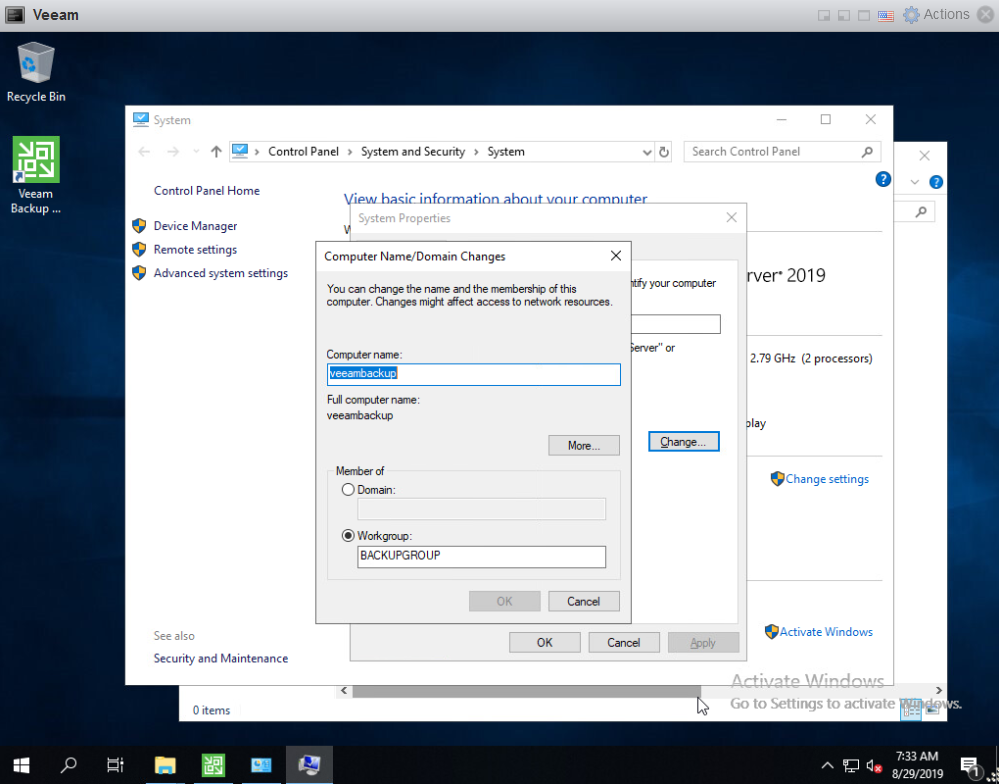 Veeam
Actions
Recycle Bin
Veeam
Backup ...
System
Control Panel
System and Security
System
Search Control Panel
Control Panel Home
Device Manager
Remote settings
Advanced system settings
View basic information about your computer
System Properties
Computer Name/Domain Changes
You can change the name and the membership of this
computer. Changes might affect access to network resources.
Computer name:
veeambackup
Full computer name:
veeambackup
More...
Member of
Domain:
Workgroup:
BACKUPGROUP
OK
Cancel
your computer
Server" or
Change...
OK
Cancel
Apply
2019
2.79 GHz (2 processors)
Change settings
Activate Windows
See also
Security and Maintenance
Activate Windows
Go to Settings to activate Windows.
0 items
7:33 AM
8/29/2019
1